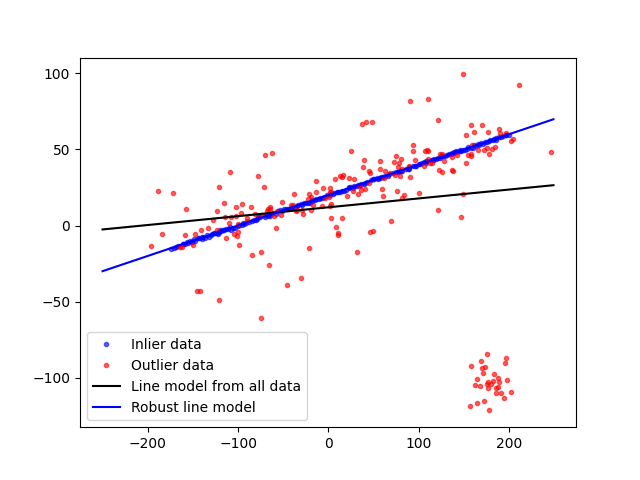 100
50
0
−50
−100
Inlier data
Outlier data
Line model from all data
Robust line model
−200 −100 0 100 200